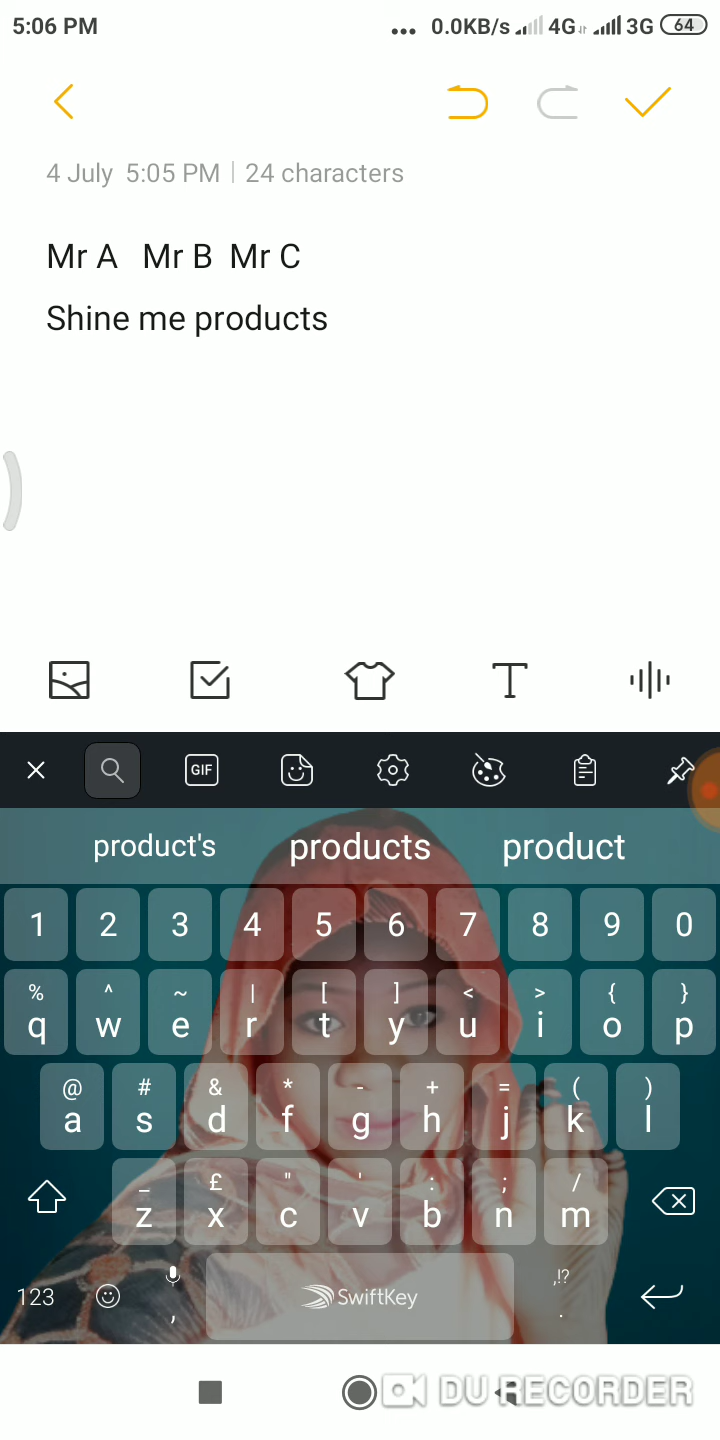 5:06 PM ... 0.0KB/s 4G 3G 64
4 July 5:05 PM | 24 characters
Mr A Mr B Mr C
Shine me products
GIF
product's products product
1 2 3 4 5 6 7 8 9 0
% ^ ~ | [ ] < > { }
q w e r t y u i o p
@ # & * - + = ( )
a s d f g h j k l
_ £ " ' : ; /
z x c v b n m
,!?
123 , SwiftKey .
DU RECORDER